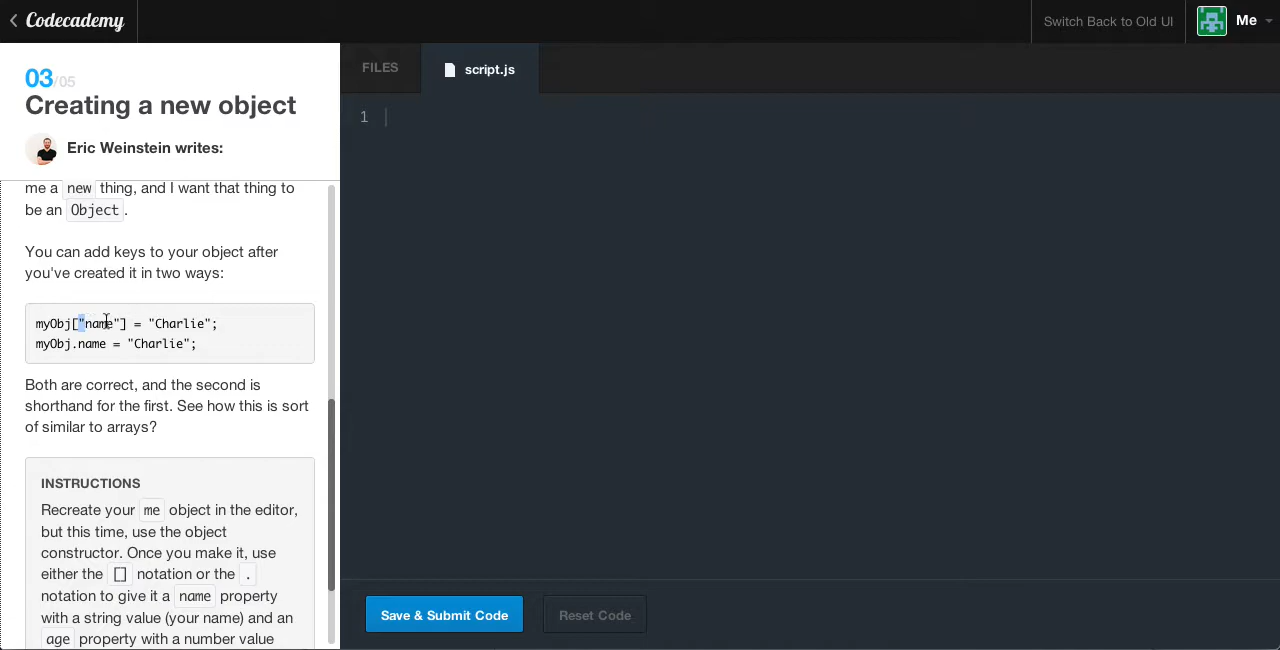 Codecademy
Switch Back to Old UI
Me
03/05
Creating a new object
Eric Weinstein writes:
me a new thing, and I want that thing to
be an Object.
You can add keys to your object after
you've created it in two ways:
myObj["name"] = "Charlie";
myObj.name = "Charlie";
Both are correct, and the second is
shorthand for the first. See how this is sort
of similar to arrays?
INSTRUCTIONS
Recreate your me object in the editor,
but this time, use the object
constructor. Once you make it, use
either the [] notation or the .
notation to give it a name property
with a string value (your name) and an
age property with a number value
FILES
script.js
1
Save & Submit Code
Reset Code